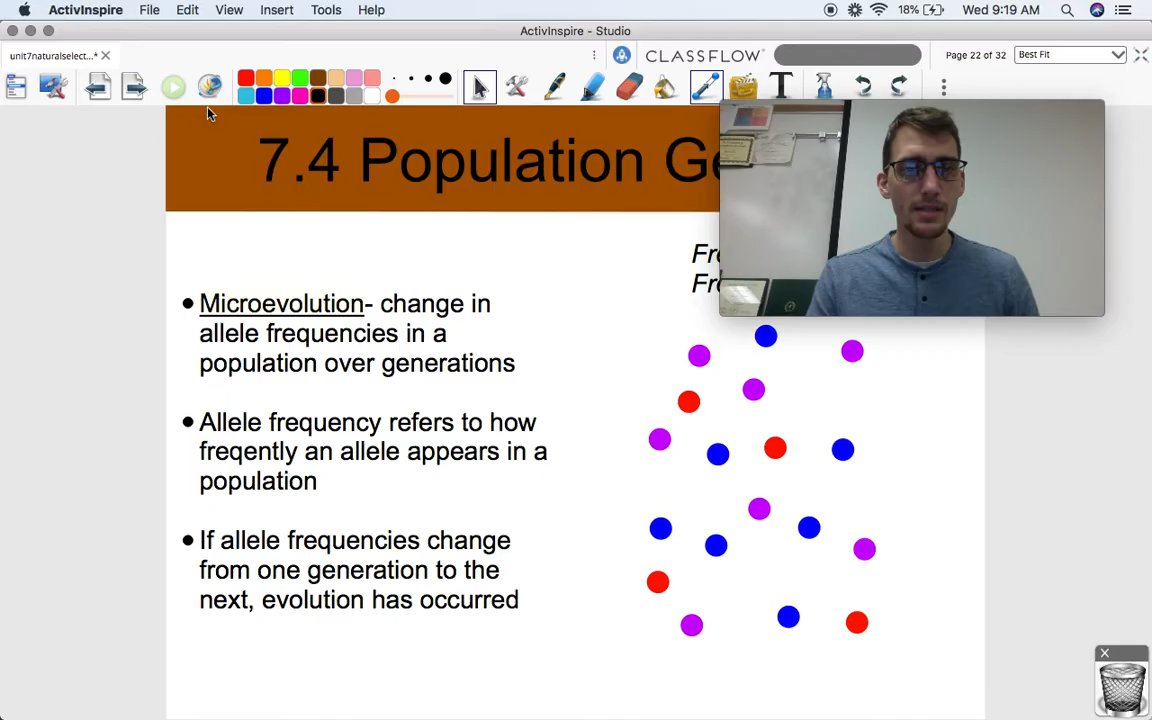 ActivInspire File Edit View Insert Tools Help 18% Wed 9:19 AM
ActivInspire - Studio
unit7naturalselect...* CLASSFLOW Page 22 of 32 Best Fit
7.4 Population Ge
Fre
Fre
Microevolution- change in
allele frequencies in a
population over generations
Allele frequency refers to how
freqently an allele appears in a
population
If allele frequencies change
from one generation to the
next, evolution has occurred